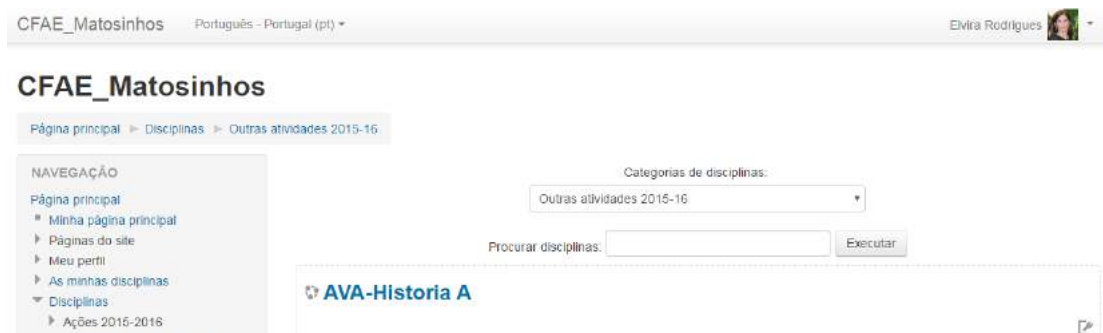 CFAE_Matosinhos Português - Portugal (pt) Elvira Rodrigues
CFAE_Matosinhos
Página principal Disciplinas Outras atividades 2015-16
NAVEGAÇÃO
Página principal
Minha página principal
Páginas do site
Meu perfil
As minhas disciplinas
Disciplinas
Ações 2015-2016
Categorias de disciplinas:
Outras atividades 2015-16
Procurar disciplinas: Executar
AVA-Historia A